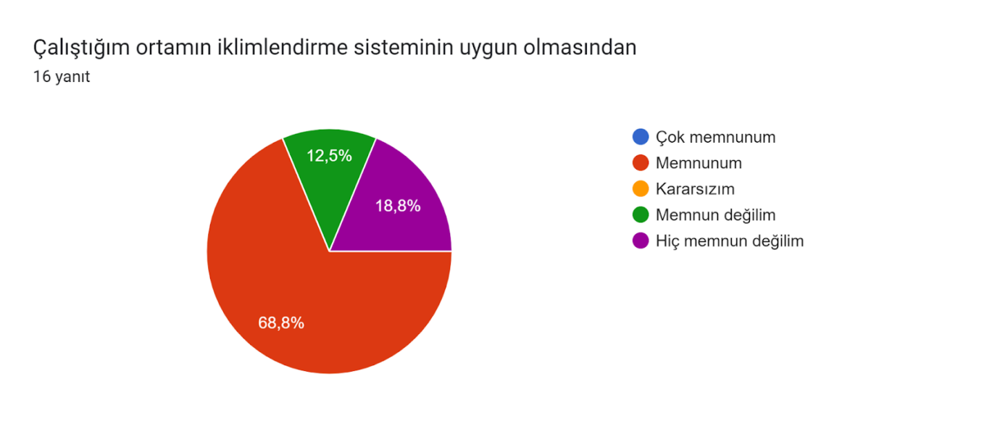 Çalıştığım ortamın iklimlendirme sisteminin uygun olmasından
16 yanıt
12,5%
18,8%
68,8%
Çok memnunum
Memnunum
Kararsızım
Memnun değilim
Hiç memnun değilim